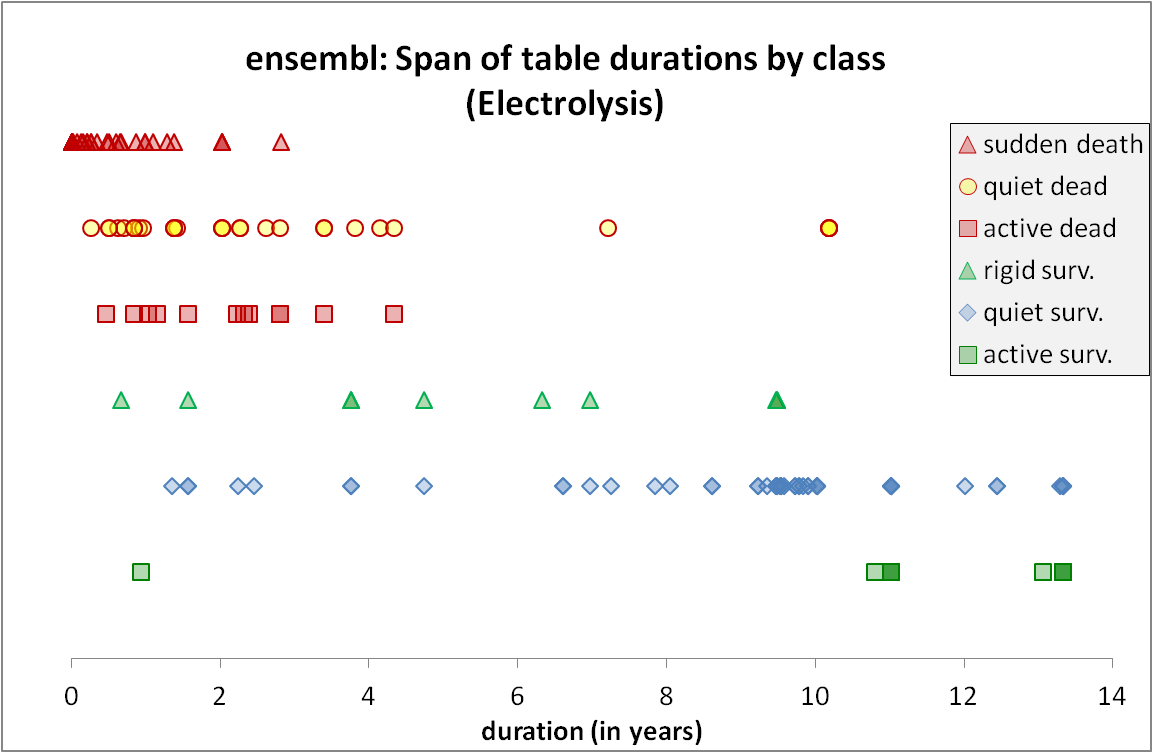 ensembl: Span of table durations by class
(Electrolysis)
sudden death
quiet dead
active dead
rigid surv.
quiet surv.
active surv.
0 2 4 6 8 10 12 14
duration (in years)